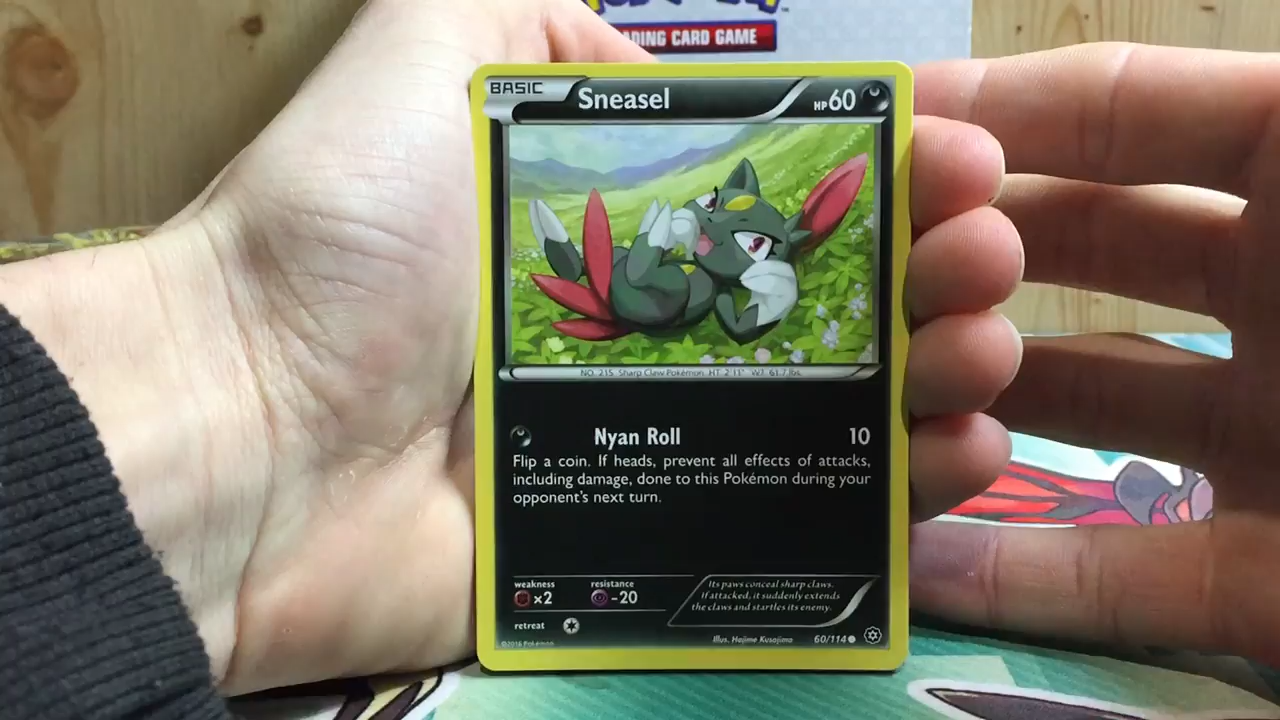 ADING CARD GAME
BASIC
Sneasel
HP60
NO. 215 Sharp Claw Pokémon HT: 2'11" WT: 61.7 lbs.
Nyan Roll 10
Flip a coin. If heads, prevent all effects of attacks,
including damage, done to this Pokémon during your
opponent's next turn.
weakness resistance
×2 -20
retreat
Its paws conceal sharp claws.
If attacked, it suddenly extends
the claws and startles its enemy.
Illus. Hajime Kusajima 60/114
©2016 Pokémon